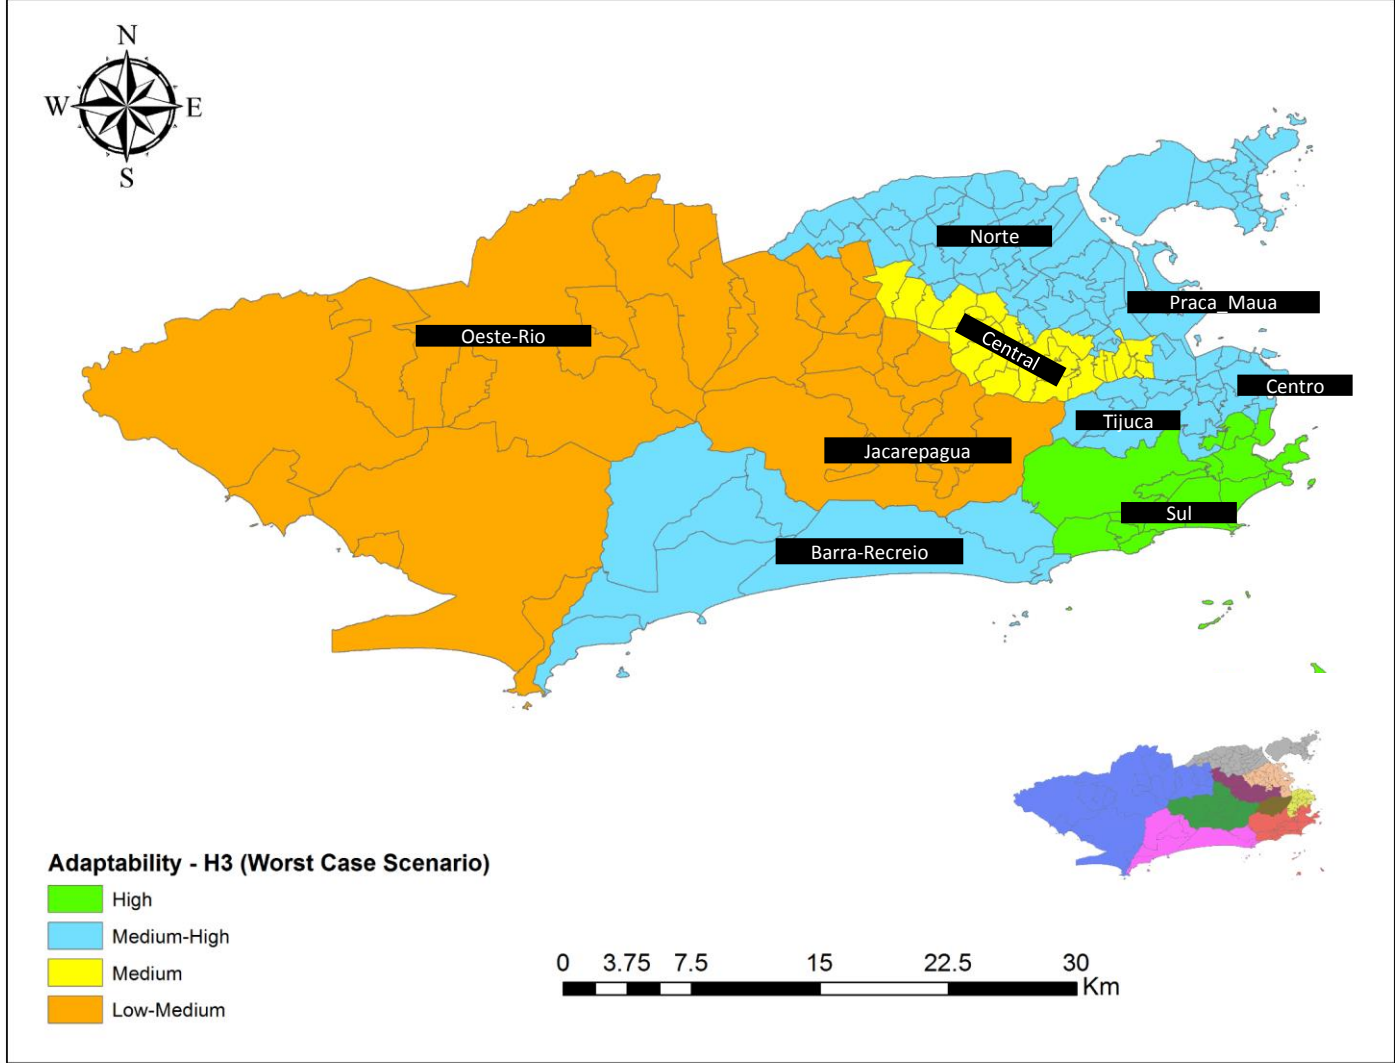 N
W
E
S
Norte
Praca_Maua
Oeste-Rio
Central
Centro
Tijuca
Jacarepagua
Sul
Barra-Recreio
Adaptability - H3 (Worst Case Scenario)
High
Medium-High
Medium
Low-Medium
0 3.75 7.5 15 22.5 30
Km